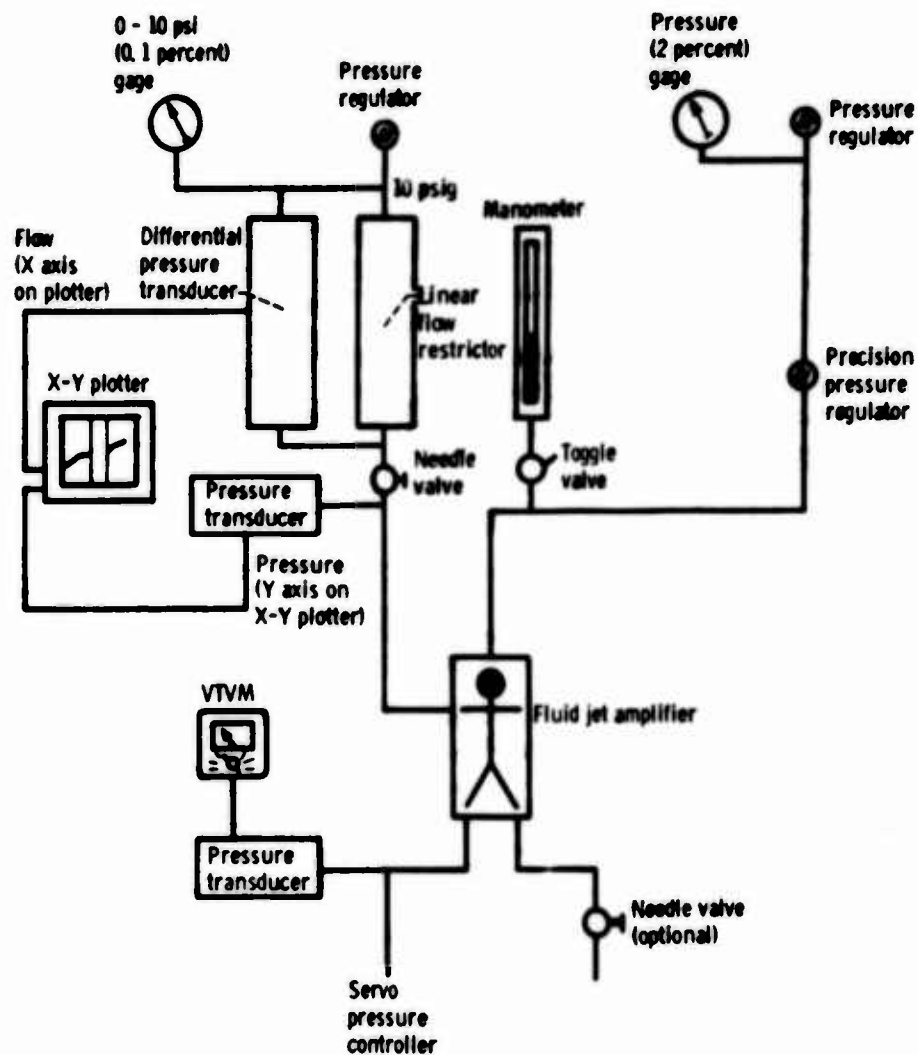 0 - 10 psi
(0.1 percent)
gage
Pressure
regulator
Pressure
(2 percent)
gage
Pressure
regulator
10 psig
Manometer
Flow
(X axis
on plotter)
Differential
pressure
transducer
Linear
flow
restrictor
X-Y plotter
Precision
pressure
regulator
Needle
valve
Toggle
valve
Pressure
transducer
Pressure
(Y axis on
X-Y plotter)
VTVM
Fluid jet amplifier
Pressure
transducer
Needle valve
(optional)
Servo
pressure
controller